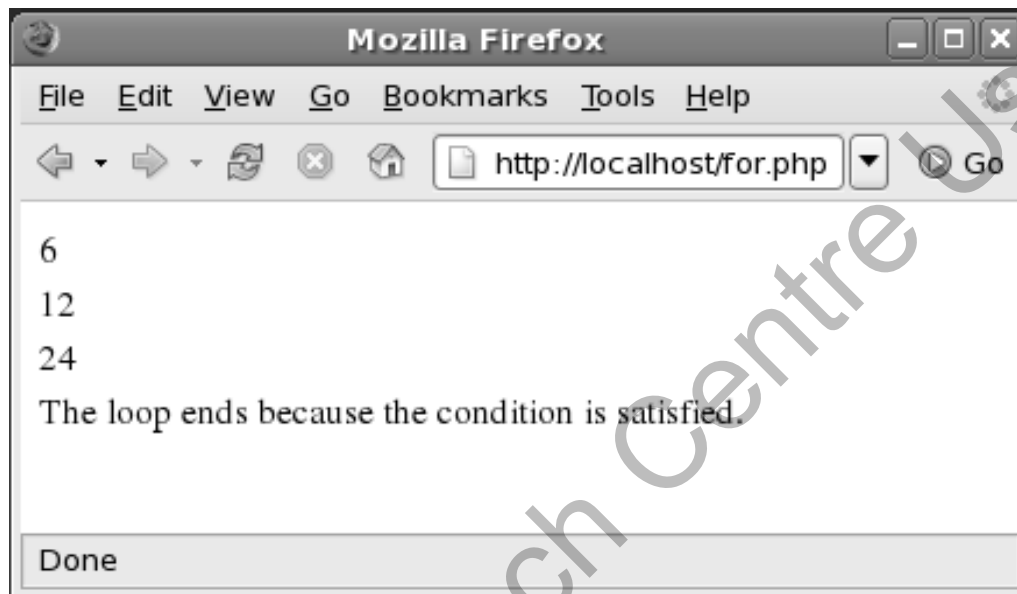 Mozilla Firefox
File Edit View Go Bookmarks Tools Help
http://localhost/for.php Go
6
12
24
The loop ends because the condition is satisfied.
Done
Centre